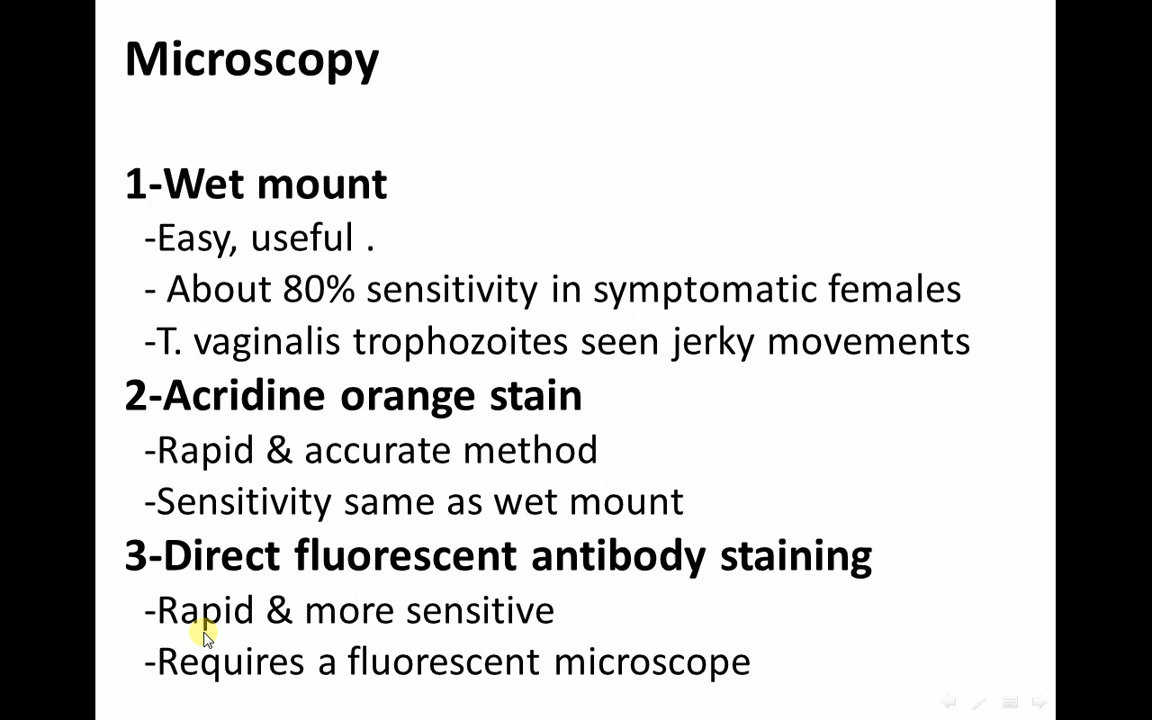 Microscopy
1-Wet mount
-Easy, useful .
- About 80% sensitivity in symptomatic females
-T. vaginalis trophozoites seen jerky movements
2-Acridine orange stain
-Rapid & accurate method
-Sensitivity same as wet mount
3-Direct fluorescent antibody staining
-Rapid & more sensitive
-Requires a fluorescent microscope